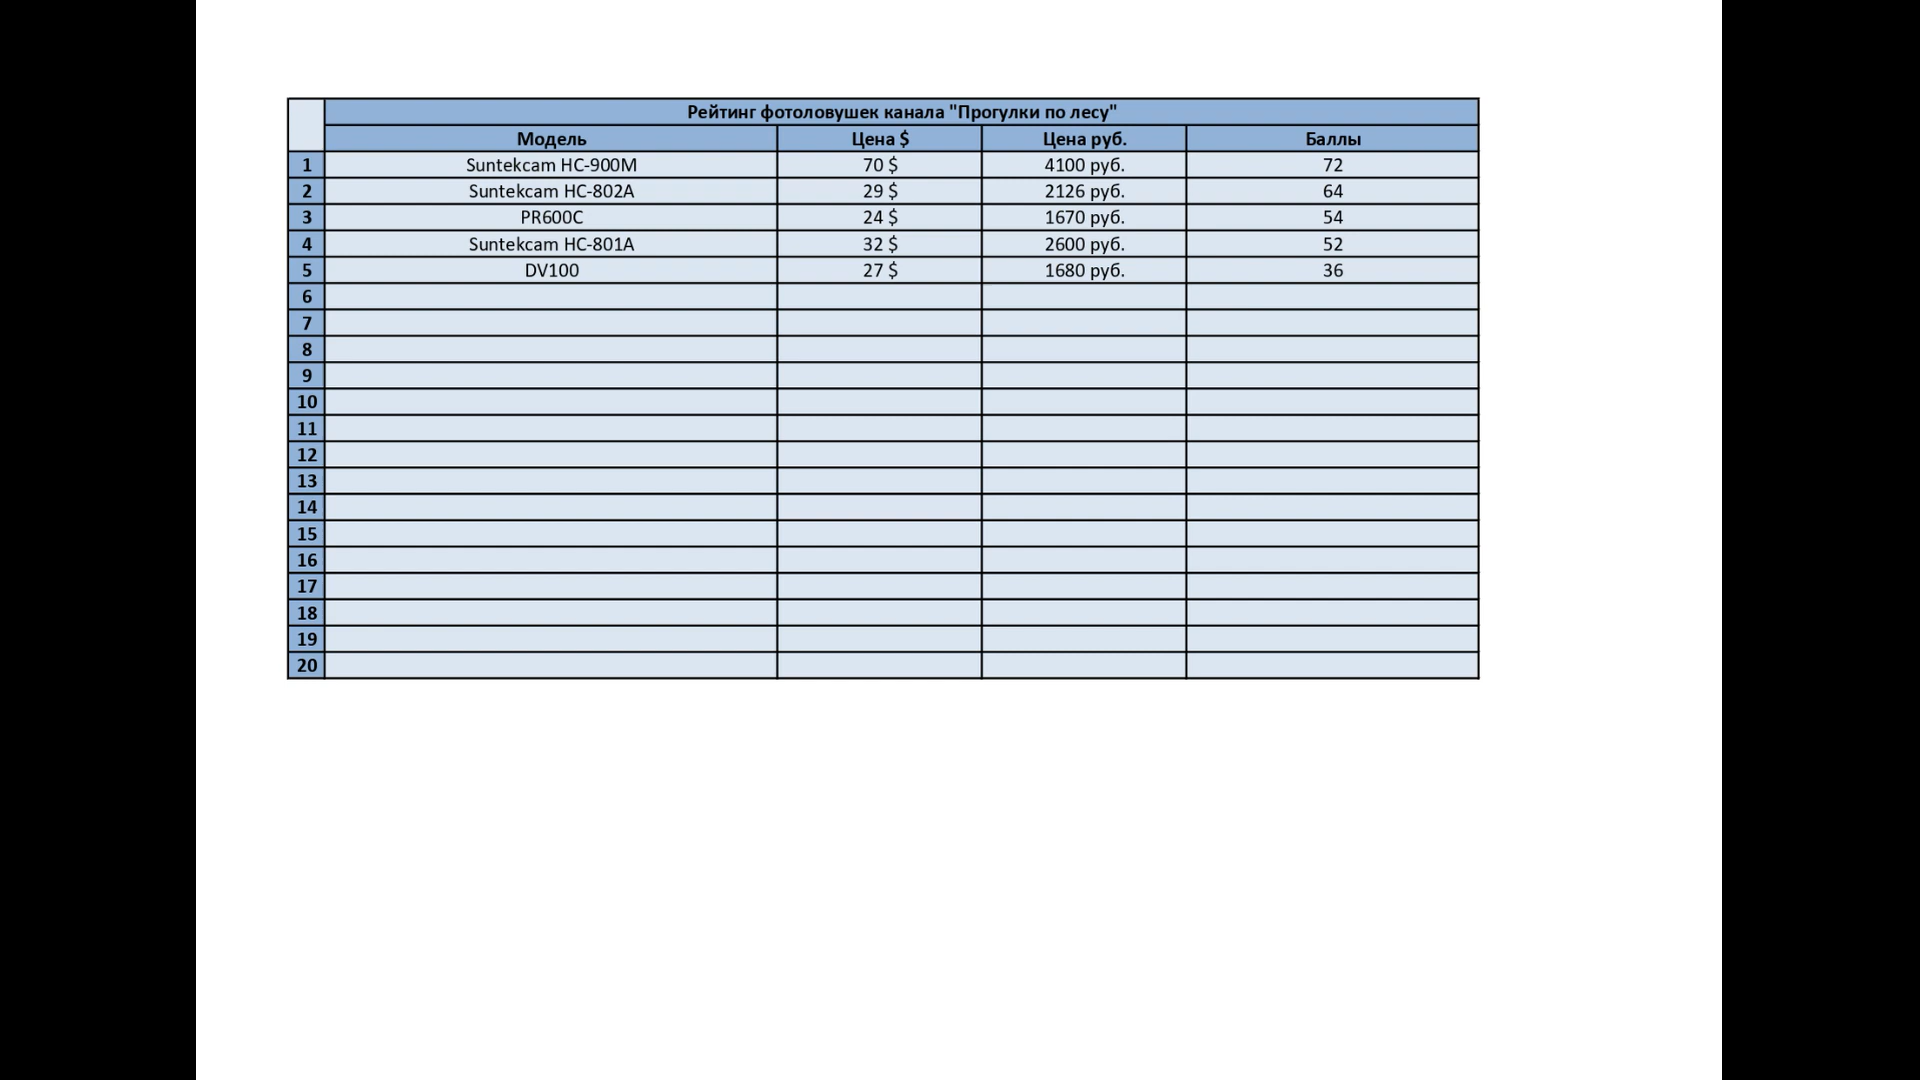 Рейтинг фотоловушек канала "Прогулки по лесу"
Модель Цена $ Цена руб. Баллы
1 Suntekcam HC-900M 70 $ 4100 руб. 72
2 Suntekcam HC-802A 29 $ 2126 руб. 64
3 PR600C 24 $ 1670 руб. 54
4 Suntekcam HC-801A 32 $ 2600 руб. 52
5 DV100 27 $ 1680 руб. 36
6
7
8
9
10
11
12
13
14
15
16
17
18
19
20